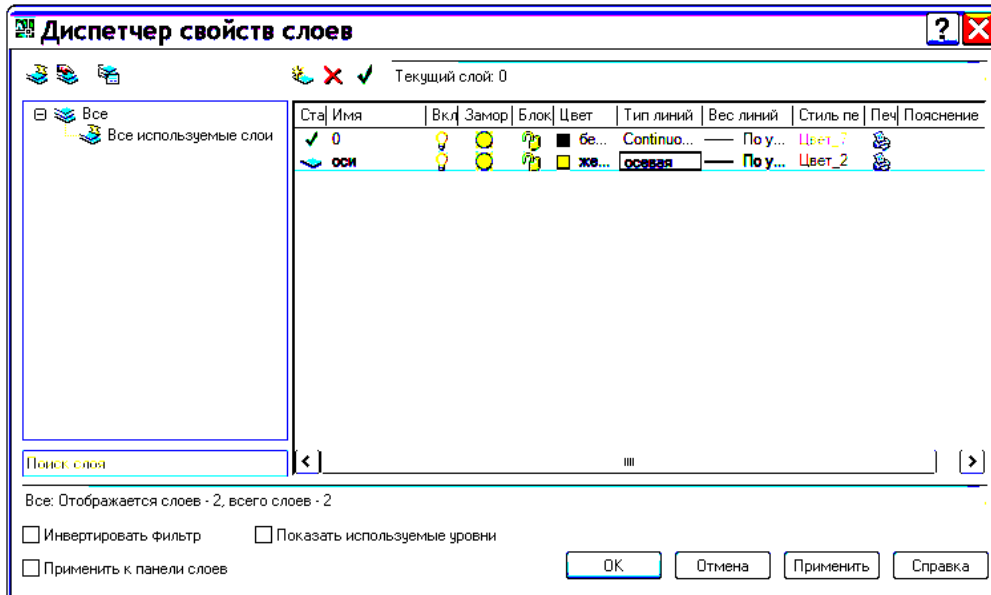 Диспетчер свойств слоев
Текущий слой: 0
Все
Все используемые слои
Ста Имя Вкл Замор Блок Цвет Тип линий Вес линий Стиль пе Печ Пояснение
0 бе... Continuo... По у... Цвет_7
оси же... осевая По у... Цвет_2
Поиск слоя
Все: Отображается слоев - 2, всего слоев - 2
Инвертировать фильтр Показать используемые уровни
Применить к панели слоев
OK Отмена Применить Справка